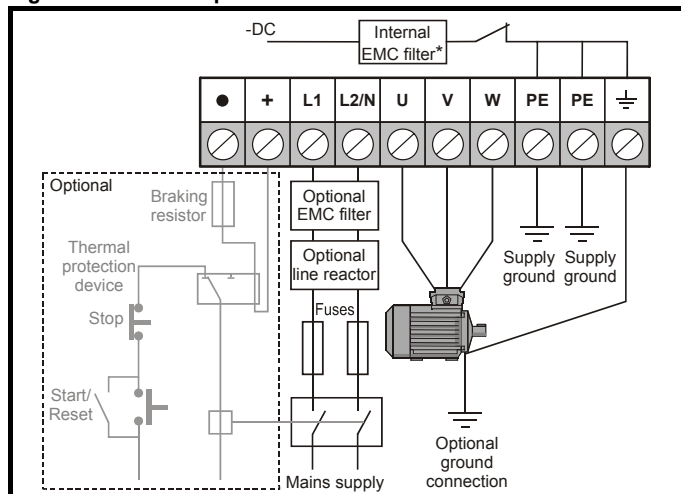 -DC
Internal
EMC filter*
● + L1 L2/N U V W PE PE
Optional
Braking
resistor
Thermal
protection
device
Stop
Start/
Reset
Optional
EMC filter
Optional
line reactor
Fuses
Mains supply
Supply
ground
Supply
ground
Optional
ground
connection